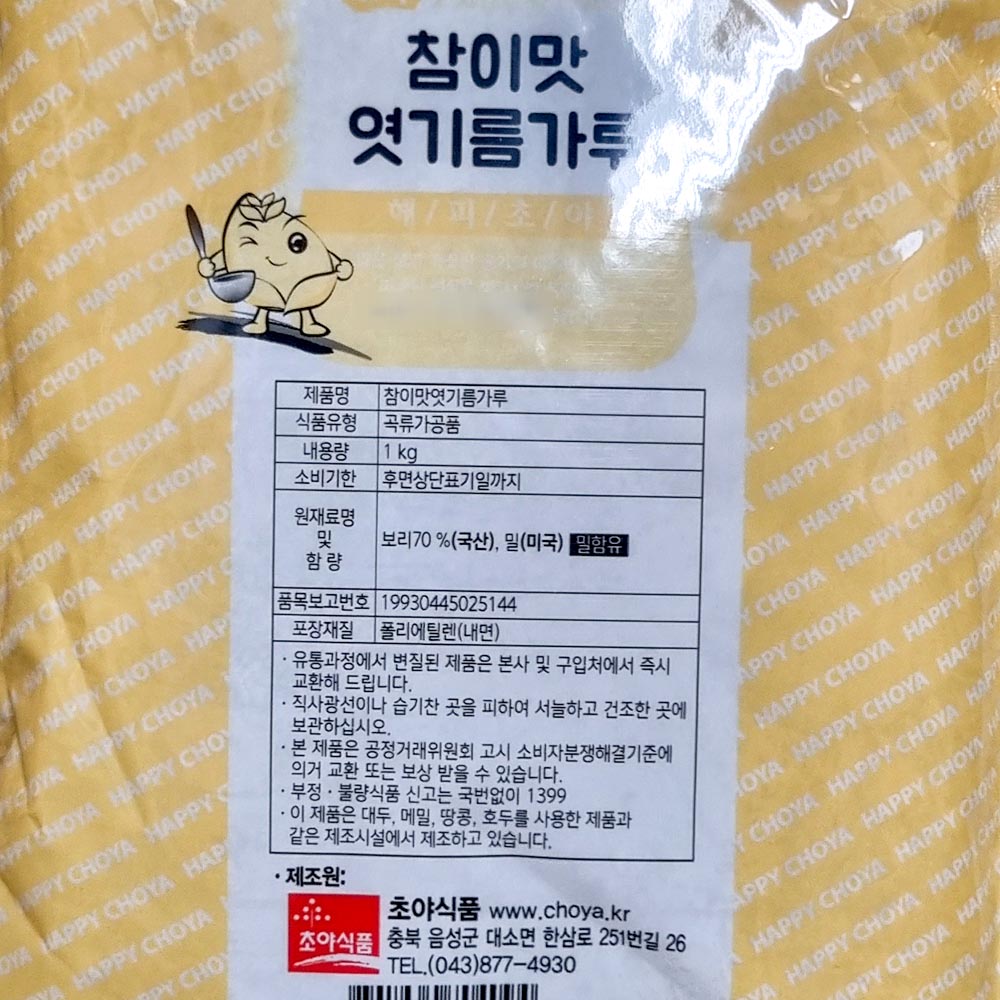 참이맛
엿기름가루
해/피/초/야
제품명 참이맛엿기름가루
식품유형 곡류가공품
내용량 1 kg
소비기한 후면상단표기일까지
원재료명
및
함 량
보리70 %(국산), 밀(미국) 밀함유
품목보고번호 19930445025144
포장재질 폴리에틸렌(내면)
· 유통과정에서 변질된 제품은 본사 및 구입처에서 즉시
교환해 드립니다.
· 직사광선이나 습기찬 곳을 피하여 서늘하고 건조한 곳에
보관하십시오.
· 본 제품은 공정거래위원회 고시 소비자분쟁해결기준에
의거 교환 또는 보상 받을 수 있습니다.
· 부정 · 불량식품 신고는 국번없이 1399
· 이 제품은 대두, 메밀, 땅콩, 호두를 사용한 제품과
같은 제조시설에서 제조하고 있습니다.
· 제조원:
초야식품
초야식품 www.choya.kr
충북 음성군 대소면 한삼로 251번길 26
TEL.(043)877-4930
HAPPY CHOYA